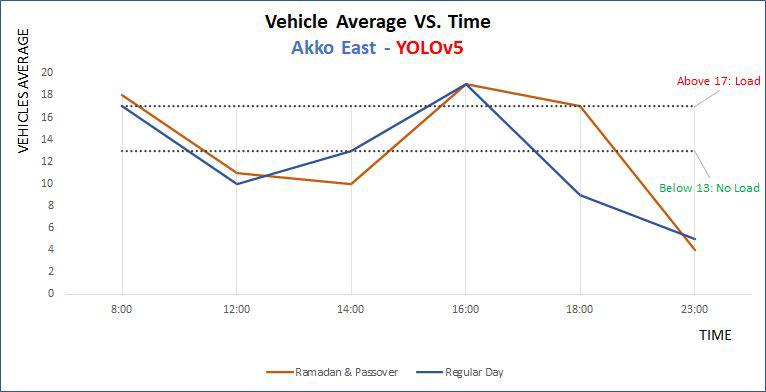 Vehicle Average VS. Time
Akko East - YOLOv5
VEHICLES AVERAGE
20
18
16
14
12
10
8
6
4
2
0
Above 17: Load
Below 13: No Load
8:00 12:00 14:00 16:00 18:00 23:00
TIME
Ramadan & Passover Regular Day